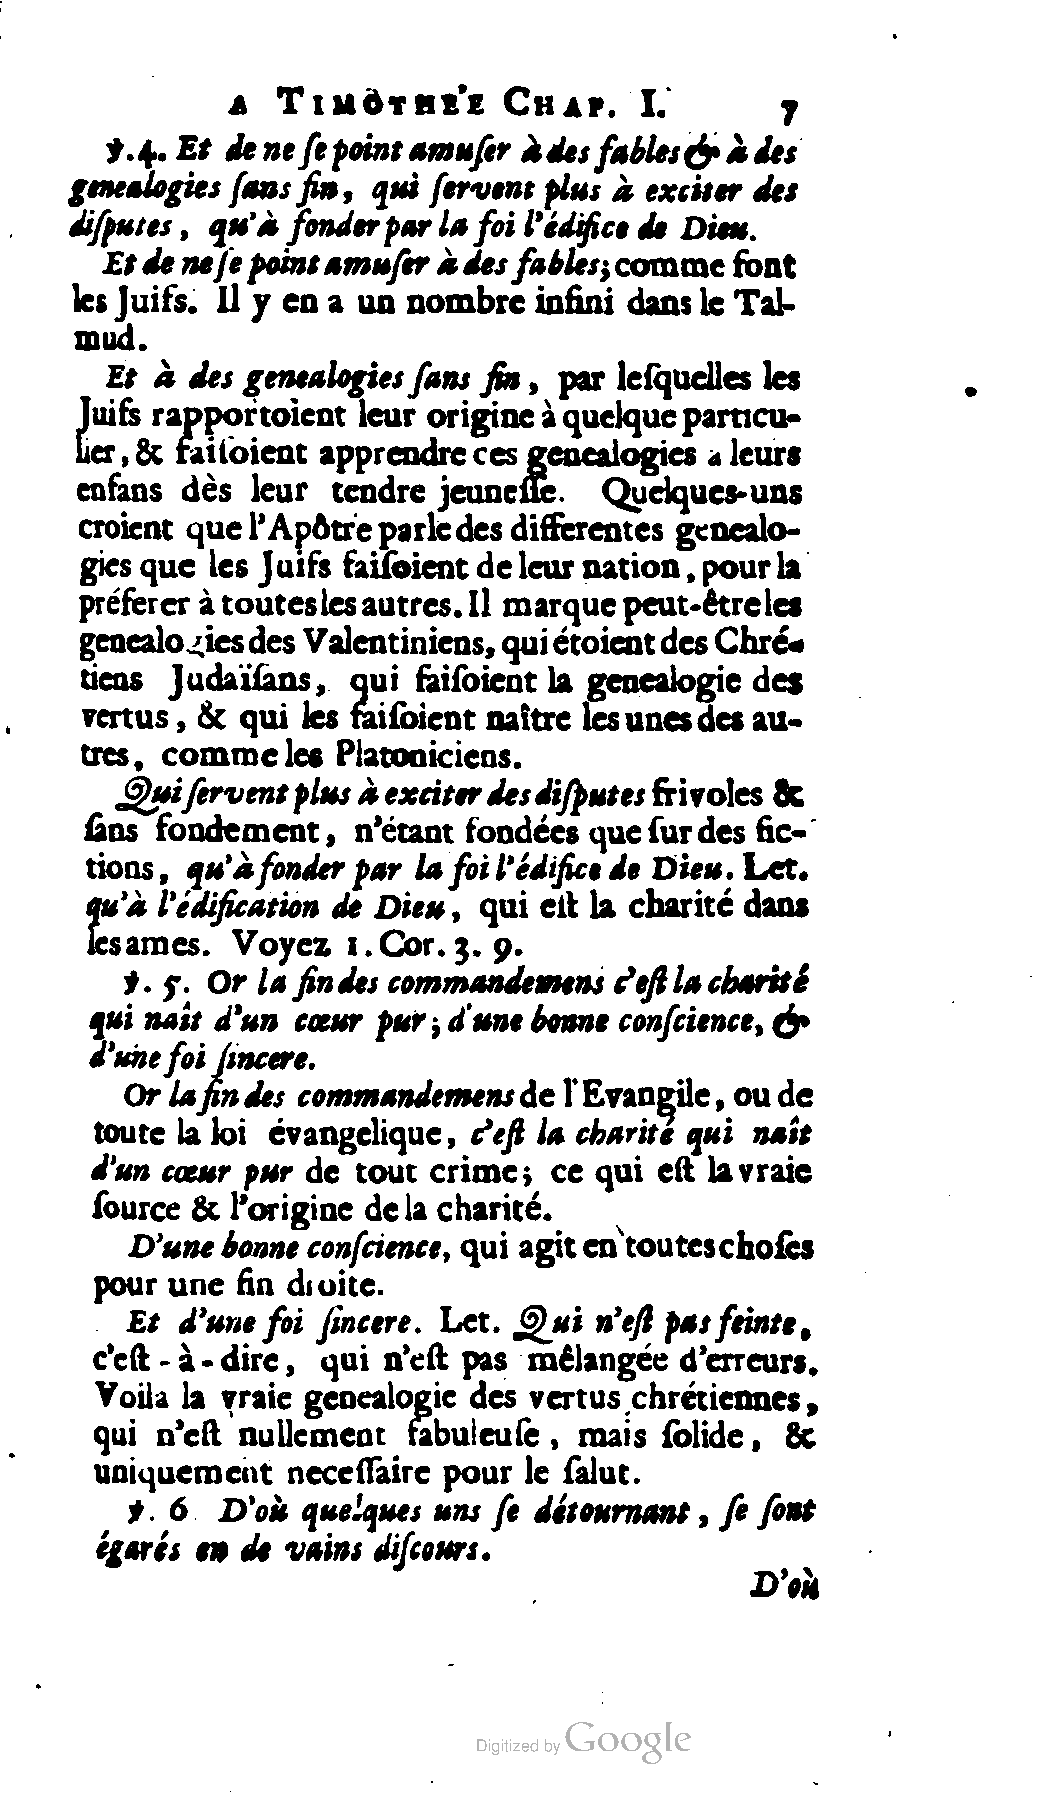 A TIMOTHE'E CHAP. I. 7
℣.4. Et de ne ſe point amuſer à des fables & à des
genealogies ſans fin, qui ſervent plus à exciter des
diſputes, qu'à fonder par la foi l'édifice de Dieu.
Et de ne ſe point amuſer à des fables; comme font
les Juifs. Il y en a un nombre infini dans le Tal-
mud.
Et à des genealogies ſans fin, par leſquelles les
Juifs rapportoient leur origine à quelque particu-
lier, & faiſoient apprendre ces genealogies a leurs
enfans dès leur tendre jeuneſſe. Quelques-uns
croient que l'Apôtre parle des differentes genealo-
gies que les Juifs faiſoient de leur nation, pour la
préferer à toutes les autres. Il marque peut-être les
genealogies des Valentiniens, qui étoient des Chré-
tiens Judaïſans, qui faiſoient la genealogie des
vertus, & qui les faiſoient naître les unes des au-
tres, comme les Platoniciens.
Qui ſervent plus à exciter des diſputes frivoles &
ſans fondement, n'étant fondées que ſur des fic-
tions, qu'à fonder par la foi l'édifice de Dieu. Let.
qu'à l'édification de Dieu, qui eſt la charité dans
les ames. Voyez 1. Cor. 3. 9.
℣. 5. Or la fin des commandemens c'eſt la charité
qui naît d'un cœur pur; d'une bonne conſcience, &
d'une foi ſincere.
Or la fin des commandemens de l'Evangile, ou de
toute la loi évangelique, c'eſt la charité qui naît
d'un cœur pur de tout crime; ce qui eſt la vraie
ſource & l'origine de la charité.
D'une bonne conſcience, qui agit en toutes choſes
pour une fin droite.
Et d'une foi ſincere. Let. Qui n'eſt pas feinte,
c'eſt-à-dire, qui n'eſt pas mêlangée d'erreurs.
Voila la vraie genealogie des vertus chrétiennes,
qui n'eſt nullement fabuleuſe, mais ſolide, &
uniquement neceſſaire pour le ſalut.
℣. 6 D'où quelques uns ſe détournant, ſe ſont
égarés en de vains diſcours.
D'où
Digitized by Google